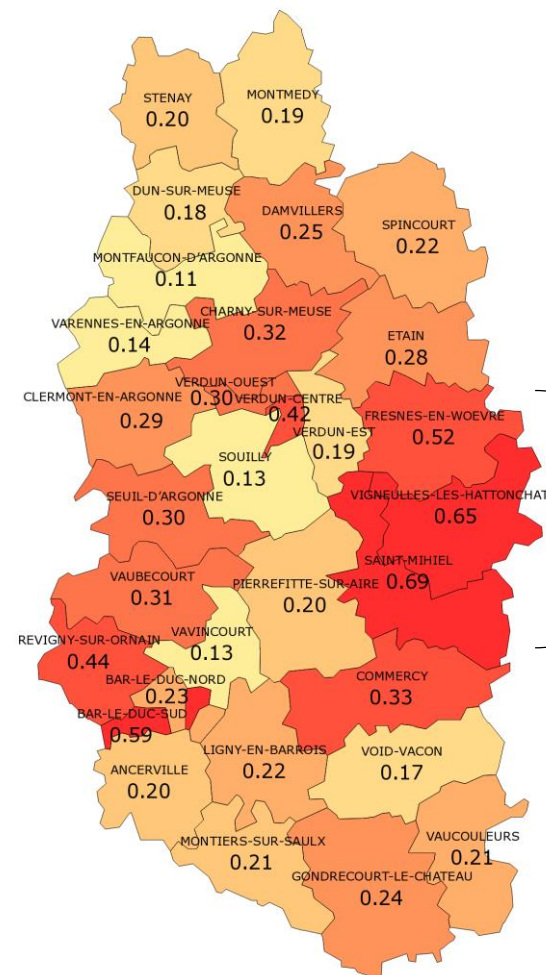 MONTMEDY
0.19
STENAY
0.20
DUN-SUR-MEUSE
0.18
DAMVILLERS
0.25
SPINCOURT
0.22
MONTFAUCON-D'ARGONNE
0.11
CHARNY-SUR-MEUSE
0.32
VARENNES-EN-ARGONNE
0.14
ETAIN
0.28
CLERMONT-EN-ARGONNE
0.29
VERDUN-OUEST
0.30
VERDUN-CENTRE
0.42
VERDUN-EST
0.19
FRESNES-EN-WOEVRE
0.52
SOUILLY
0.13
SEUIL-D'ARGONNE
0.30
VIGNEULLES-LES-HATTONCHAT
0.65
SAINT-MIHIEL
0.69
VAUBECOURT
0.31
PIERREFITTE-SUR-AIRE
0.20
REVIGNY-SUR-ORNAIN
0.44
VAVINCOURT
0.13
BAR-LE-DUC-NORD
0.23
COMMERCY
0.33
BAR-LE-DUC-SUD
0.59
LIGNY-EN-BARROIS
0.22
VOID-VACON
0.17
ANCERVILLE
0.20
MONTIERS-SUR-SAULX
0.21
VAUCOULEURS
0.21
GONDRECOURT-LE-CHATEAU
0.24